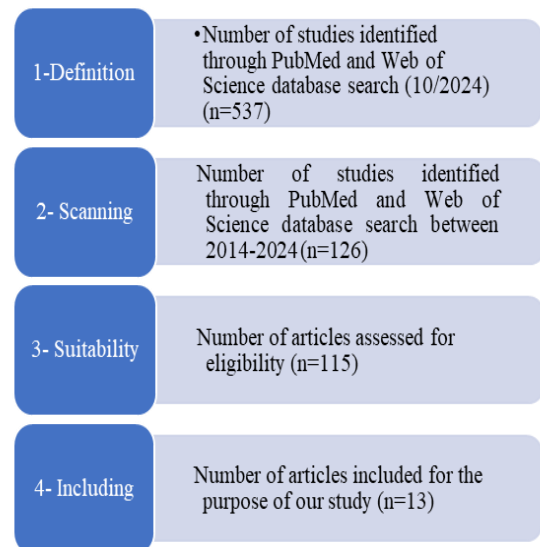 1-Definition
•Number of studies identified
through PubMed and Web of
Science database search (10/2024)
(n=537)
2- Scanning
Number of studies identified
through PubMed and Web of
Science database search between
2014-2024(n=126)
3- Suitability
Number of articles assessed for
eligibility (n=115)
4- Including
Number of articles included for the
purpose of our study (n=13)